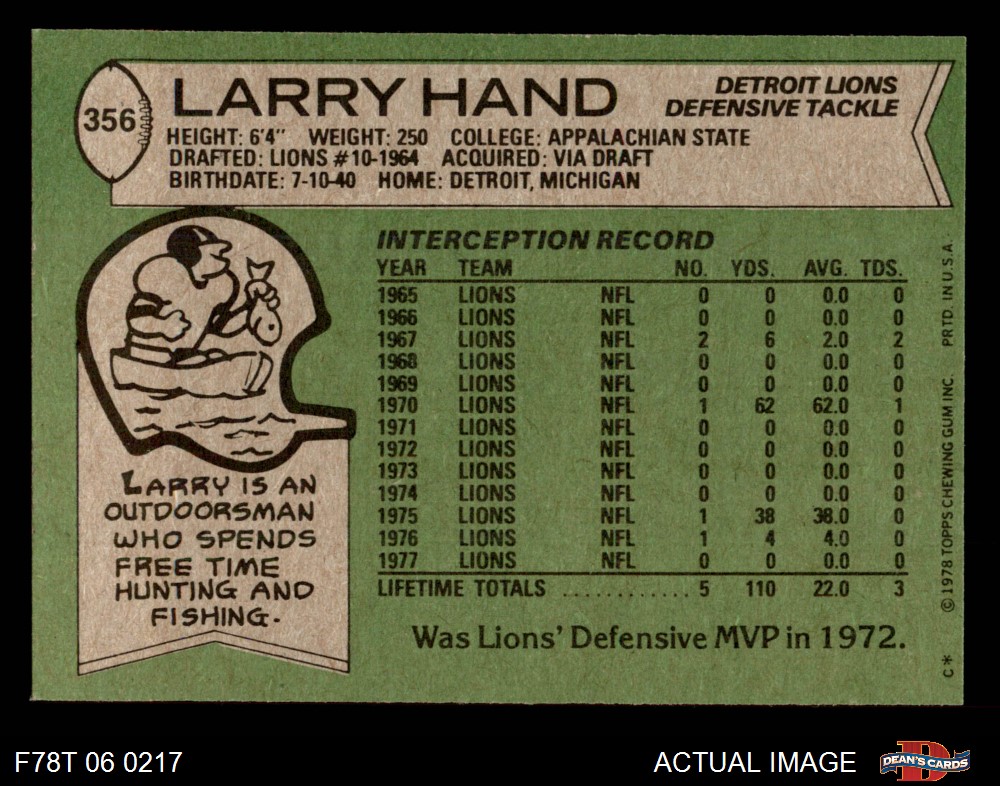 356
LARRY HAND
DETROIT LIONS
DEFENSIVE TACKLE
HEIGHT: 6'4" WEIGHT: 250 COLLEGE: APPALACHIAN STATE
DRAFTED: LIONS #10-1964 ACQUIRED: VIA DRAFT
BIRTHDATE: 7-10-40 HOME: DETROIT, MICHIGAN
LARRY IS AN
OUTDOORSMAN
WHO SPENDS
FREE TIME
HUNTING AND
FISHING.
INTERCEPTION RECORD
YEAR TEAM NO. YDS. AVG. TDS.
1965 LIONS NFL 0 0 0.0 0
1966 LIONS NFL 0 0 0.0 0
1967 LIONS NFL 2 6 2.0 2
1968 LIONS NFL 0 0 0.0 0
1969 LIONS NFL 0 0 0.0 0
1970 LIONS NFL 1 62 62.0 1
1971 LIONS NFL 0 0 0.0 0
1972 LIONS NFL 0 0 0.0 0
1973 LIONS NFL 0 0 0.0 0
1974 LIONS NFL 0 0 0.0 0
1975 LIONS NFL 1 38 38.0 0
1976 LIONS NFL 1 4 4.0 0
1977 LIONS NFL 0 0 0.0 0
LIFETIME TOTALS ............ 5 110 22.0 3
Was Lions' Defensive MVP in 1972.
C* © 1978 TOPPS CHEWING GUM INC. PRTD. IN U.S.A.
F78T 06 0217
ACTUAL IMAGE
D
DEAN'S CARDS